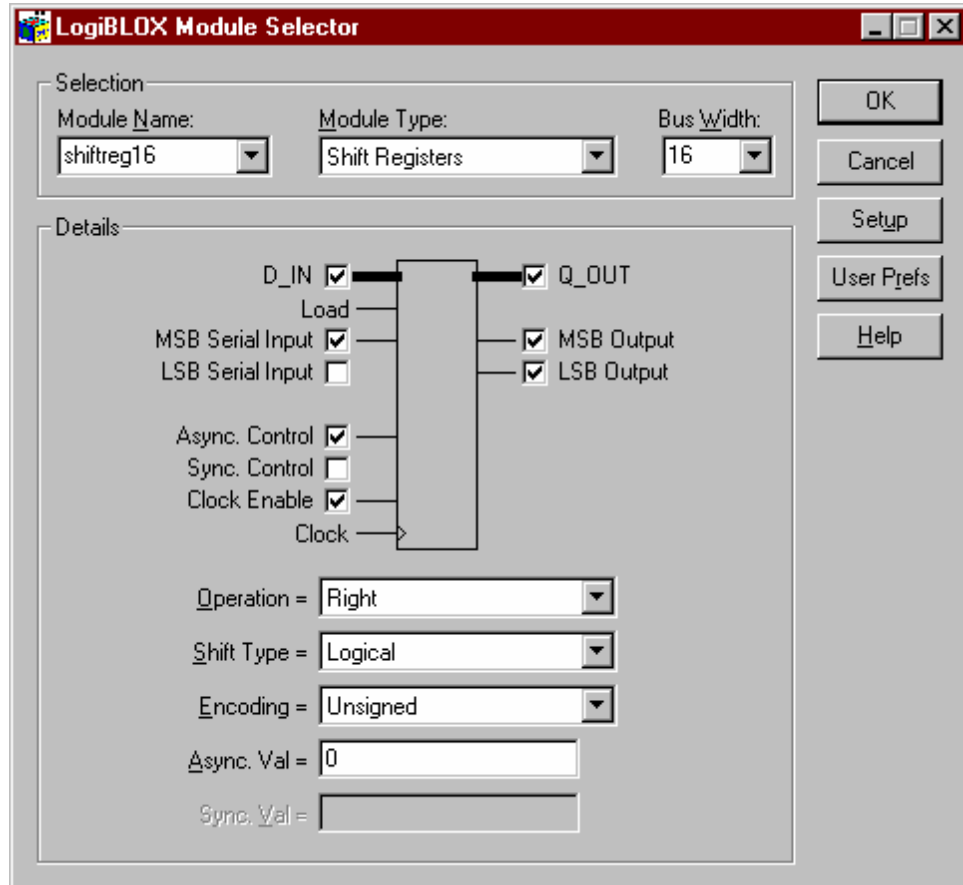 LogiBLOX Module Selector
Selection
Module Name: Module Type: Bus Width:
shiftreg16 Shift Registers 16
OK
Cancel
Setup
User Prefs
Help
Details
D_IN Q_OUT
Load
MSB Serial Input MSB Output
LSB Serial Input LSB Output
Async. Control
Sync. Control
Clock Enable
Clock
Operation = Right
Shift Type = Logical
Encoding = Unsigned
Async. Val = 0
Sync. Val =